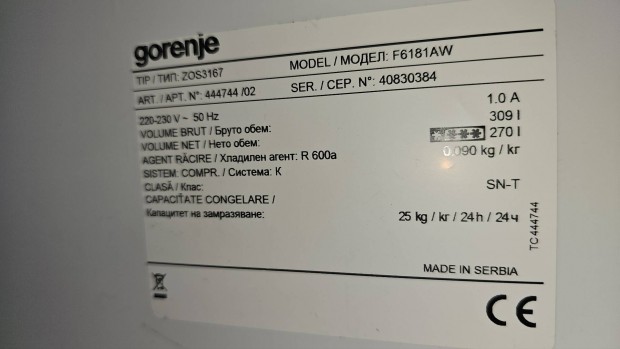 gorenje
TIP / ТИП: ZOS3167
MODEL / МОДЕЛ: F6181AW
ART. / АРТ. N°: 444744 /02
SER. / СЕР. N°: 40830384
220-230 V ~ 50 Hz
1.0 A
VOLUME BRUT / Бруто обем:
309 l
VOLUME NET / Нето обем:
270 l
AGENT RĂCIRE / Хладилен агент: R 600a
0.090 kg / кг
SISTEM: COMPR. / Система: K
CLASĂ / Клас:
SN-T
CAPACITATE CONGELARE /
Капацитет на замразяване:
25 kg / кг / 24 h / 24 ч
TC444744
MADE IN SERBIA
CE